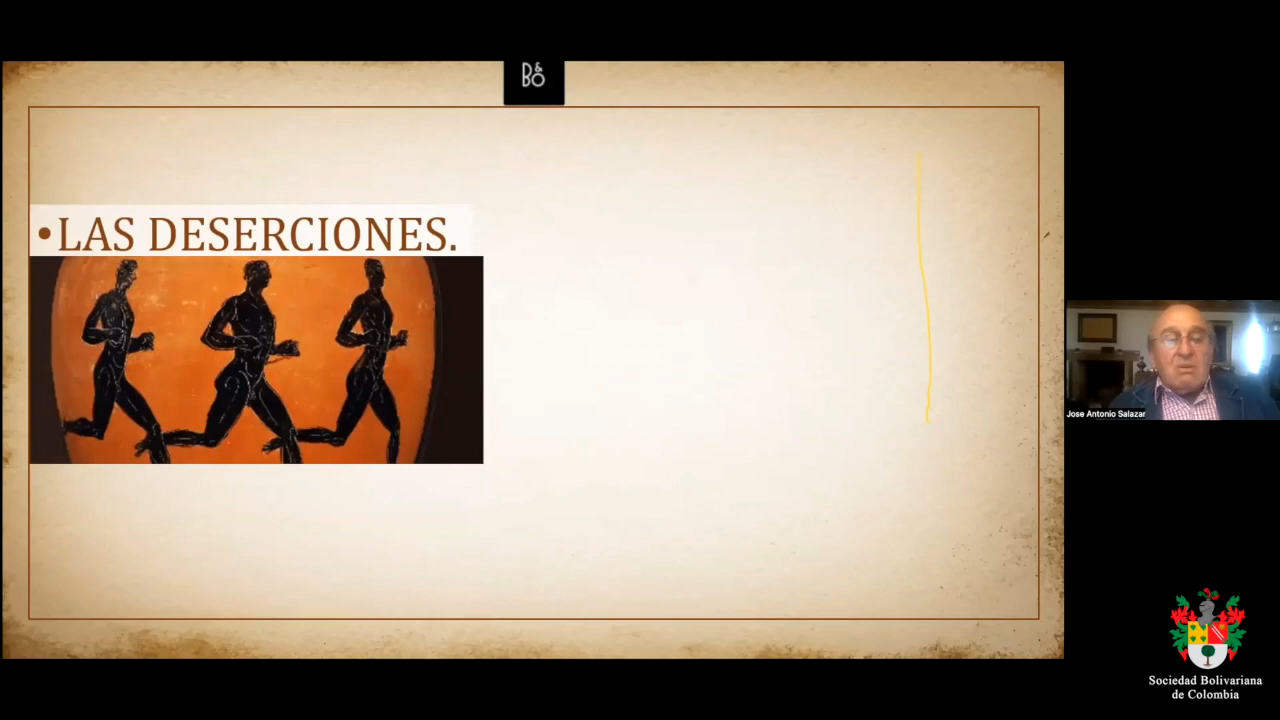 B&O
•LAS DESERCIONES.
Jose Antonio Salazar
Sociedad Bolivariana
de Colombia